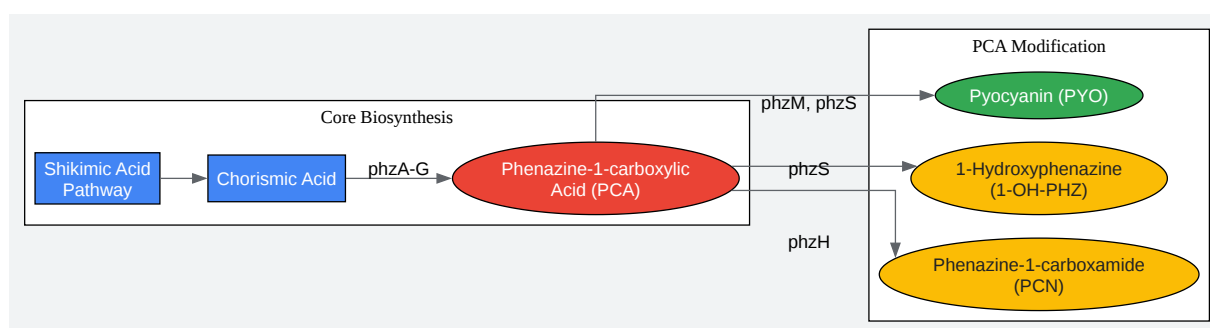 Core Biosynthesis
Shikimic Acid
Pathway
Chorismic Acid
phzA-G
Phenazine-1-carboxylic
Acid (PCA)
phzM, phzS
phzS
phzH
PCA Modification
Pyocyanin (PYO)
1-Hydroxyphenazine
(1-OH-PHZ)
Phenazine-1-carboxamide
(PCN)